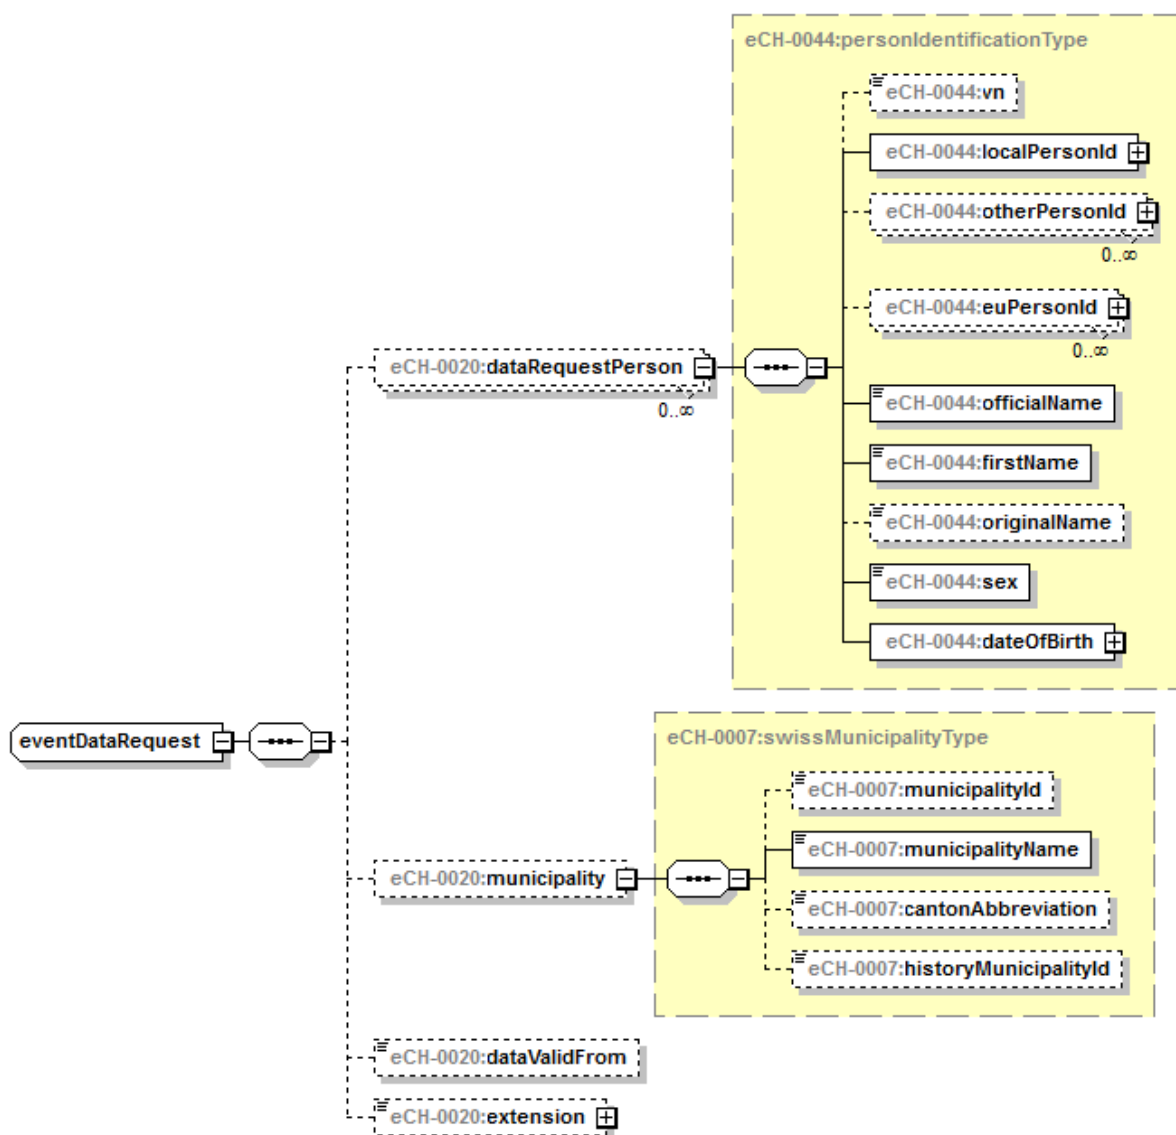 eCH-0044:personIdentificationType
eCH-0044:vn
eCH-0044:localPersonId
eCH-0044:otherPersonId
0..∞
eCH-0044:euPersonId
0..∞
eCH-0020:dataRequestPerson
0..∞
eCH-0044:officialName
eCH-0044:firstName
eCH-0044:originalName
eCH-0044:sex
eCH-0044:dateOfBirth
eventDataRequest
eCH-0007:swissMunicipalityType
eCH-0007:municipalityId
eCH-0007:municipalityName
eCH-0020:municipality
eCH-0007:cantonAbbreviation
eCH-0007:historyMunicipalityId
eCH-0020:dataValidFrom
eCH-0020:extension